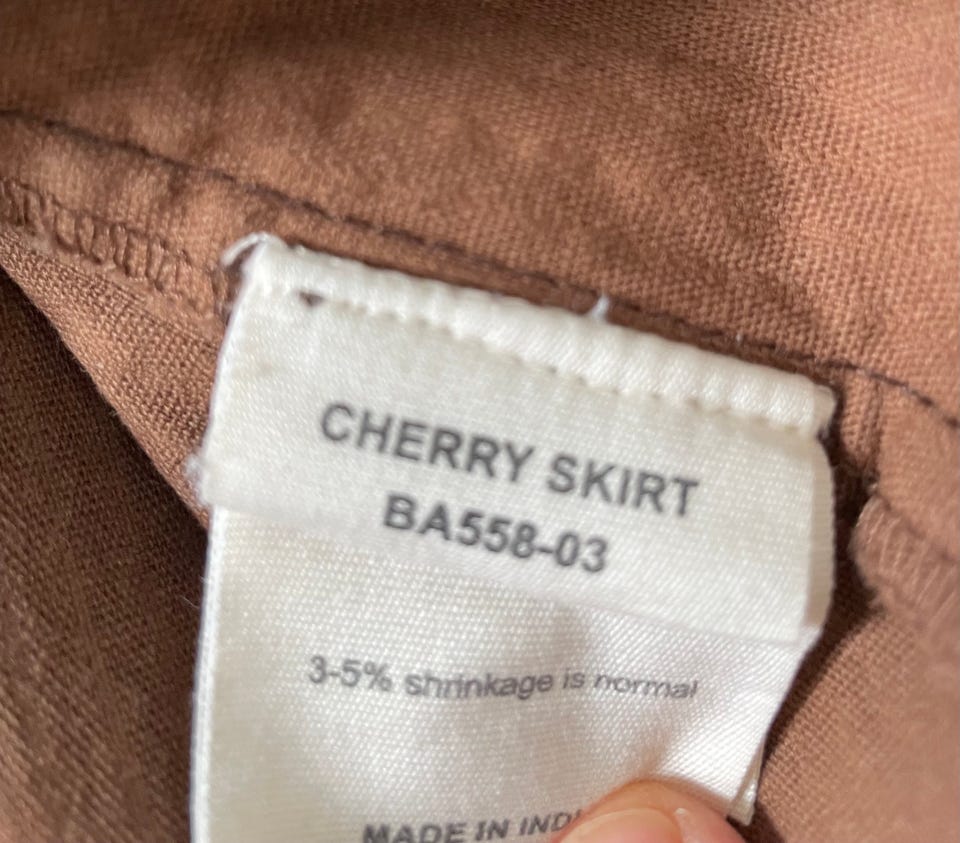 CHERRY SKIRT
BA558-03
3-5% shrinkage is normal
MADE IN